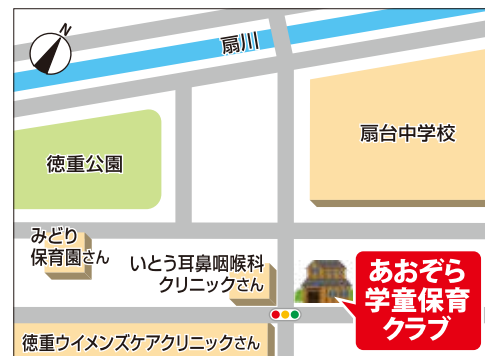 N
扇川
扇台中学校
徳重公園
みどり
保育園さん
いとう耳鼻咽喉科
クリニックさん
あおぞら
学童保育
クラブ
徳重ウイメンズケアクリニックさん